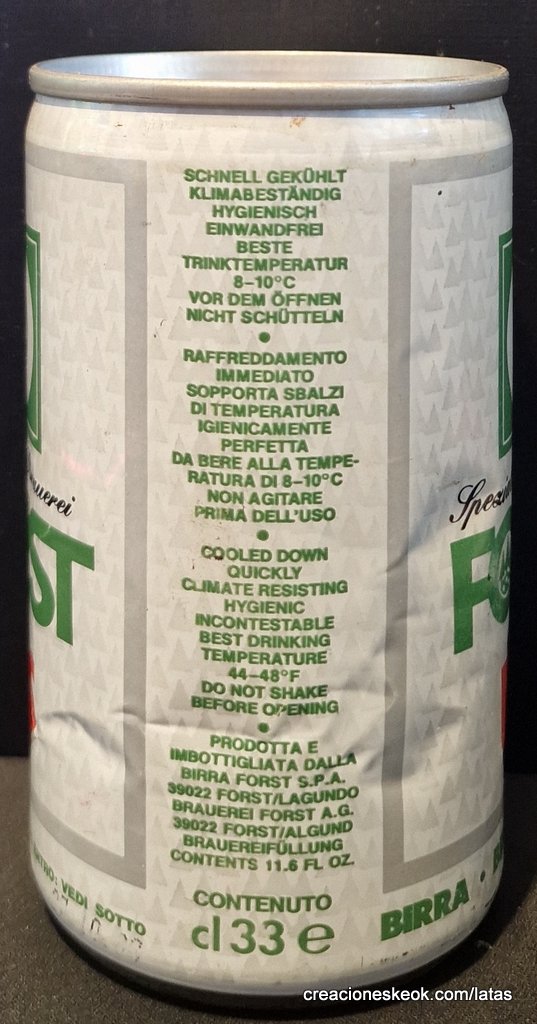 SCHNELL GEKÜHLT
KLIMABESTÄNDIG
HYGIENISCH
EINWANDFREI
BESTE
TRINKTEMPERATUR
8-10°C
VOR DEM ÖFFNEN
NICHT SCHÜTTELN
•
RAFFREDDAMENTO
IMMEDIATO
SOPPORTA SBALZI
DI TEMPERATURA
IGIENICAMENTE
PERFETTA
DA BERE ALLA TEMPE-
RATURA DI 8-10°C
NON AGITARE
PRIMA DELL'USO
•
COOLED DOWN
QUICKLY
CLIMATE RESISTING
HYGIENIC
INCONTESTABLE
BEST DRINKING
TEMPERATURE
44-48°F
DO NOT SHAKE
BEFORE OPENING
•
PRODOTTA E
IMBOTTIGLIATA DALLA
BIRRA FORST S.P.A.
39022 FORST/LAGUNDO
BRAUEREI FORST A.G.
39022 FORST/ALGUND
BRAUEREIFÜLLUNG
CONTENTS 11.6 FL OZ.
CONTENUTO
cl 33 e
VEDI SOTTO
BIRRA •
creacioneskeok.com/latas